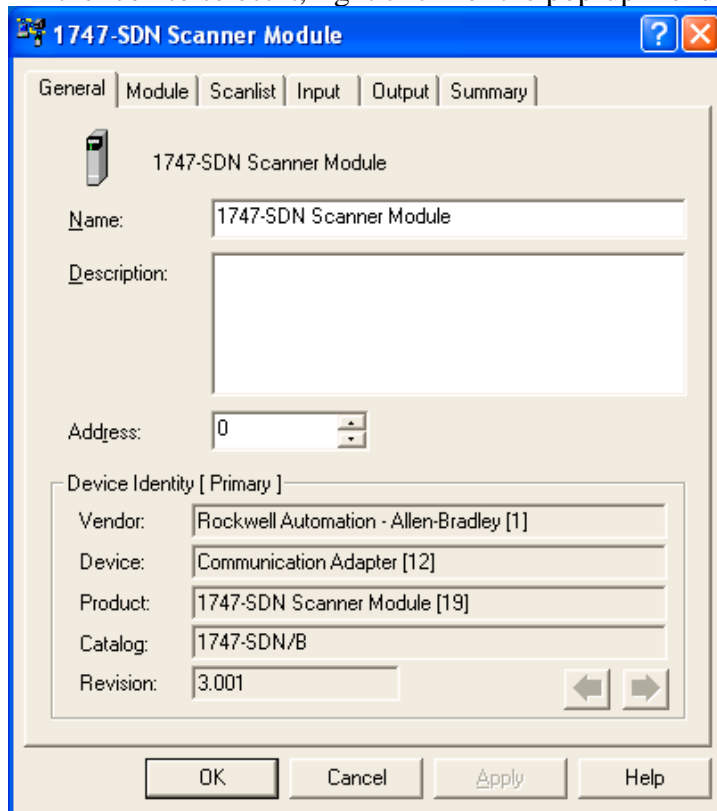 1747-SDN Scanner Module
General Module Scanlist Input Output Summary
1747-SDN Scanner Module
Name: 1747-SDN Scanner Module
Description:
Address: 0
Device Identity [ Primary ]
Vendor: Rockwell Automation - Allen-Bradley [1]
Device: Communication Adapter [12]
Product: 1747-SDN Scanner Module [19]
Catalog: 1747-SDN/B
Revision: 3.001
OK Cancel Apply Help